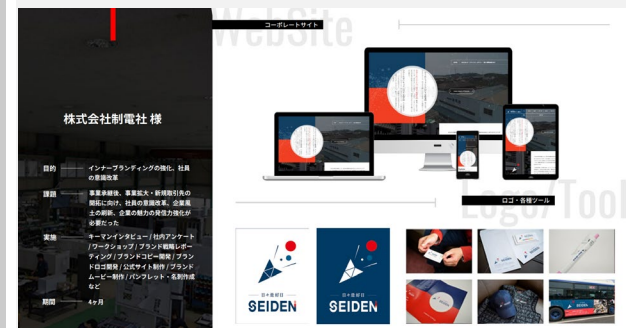 WebSite
コーポレートサイト
株式会社制電社 様
目的
インナーブランディングの強化、社員
の意識改革
課題
事業承継後、事業拡大・新規取引先の
開拓に向け、社員の意識改革、企業風
土の刷新、企業の魅力の発信力強化が
必要だった
実施
キーマンインタビュー / 社内アンケート
/ ワークショップ / ブランド戦略レポー
ティング / ブランドコピー開発 / ブラン
ドロゴ開発 / 公式サイト制作 / ブランド
ムービー制作 / パンフレット・名刺作成
など
期間
4ヶ月
Logo/Tool
ロゴ・各種ツール
SEIDEN
SEIDEN